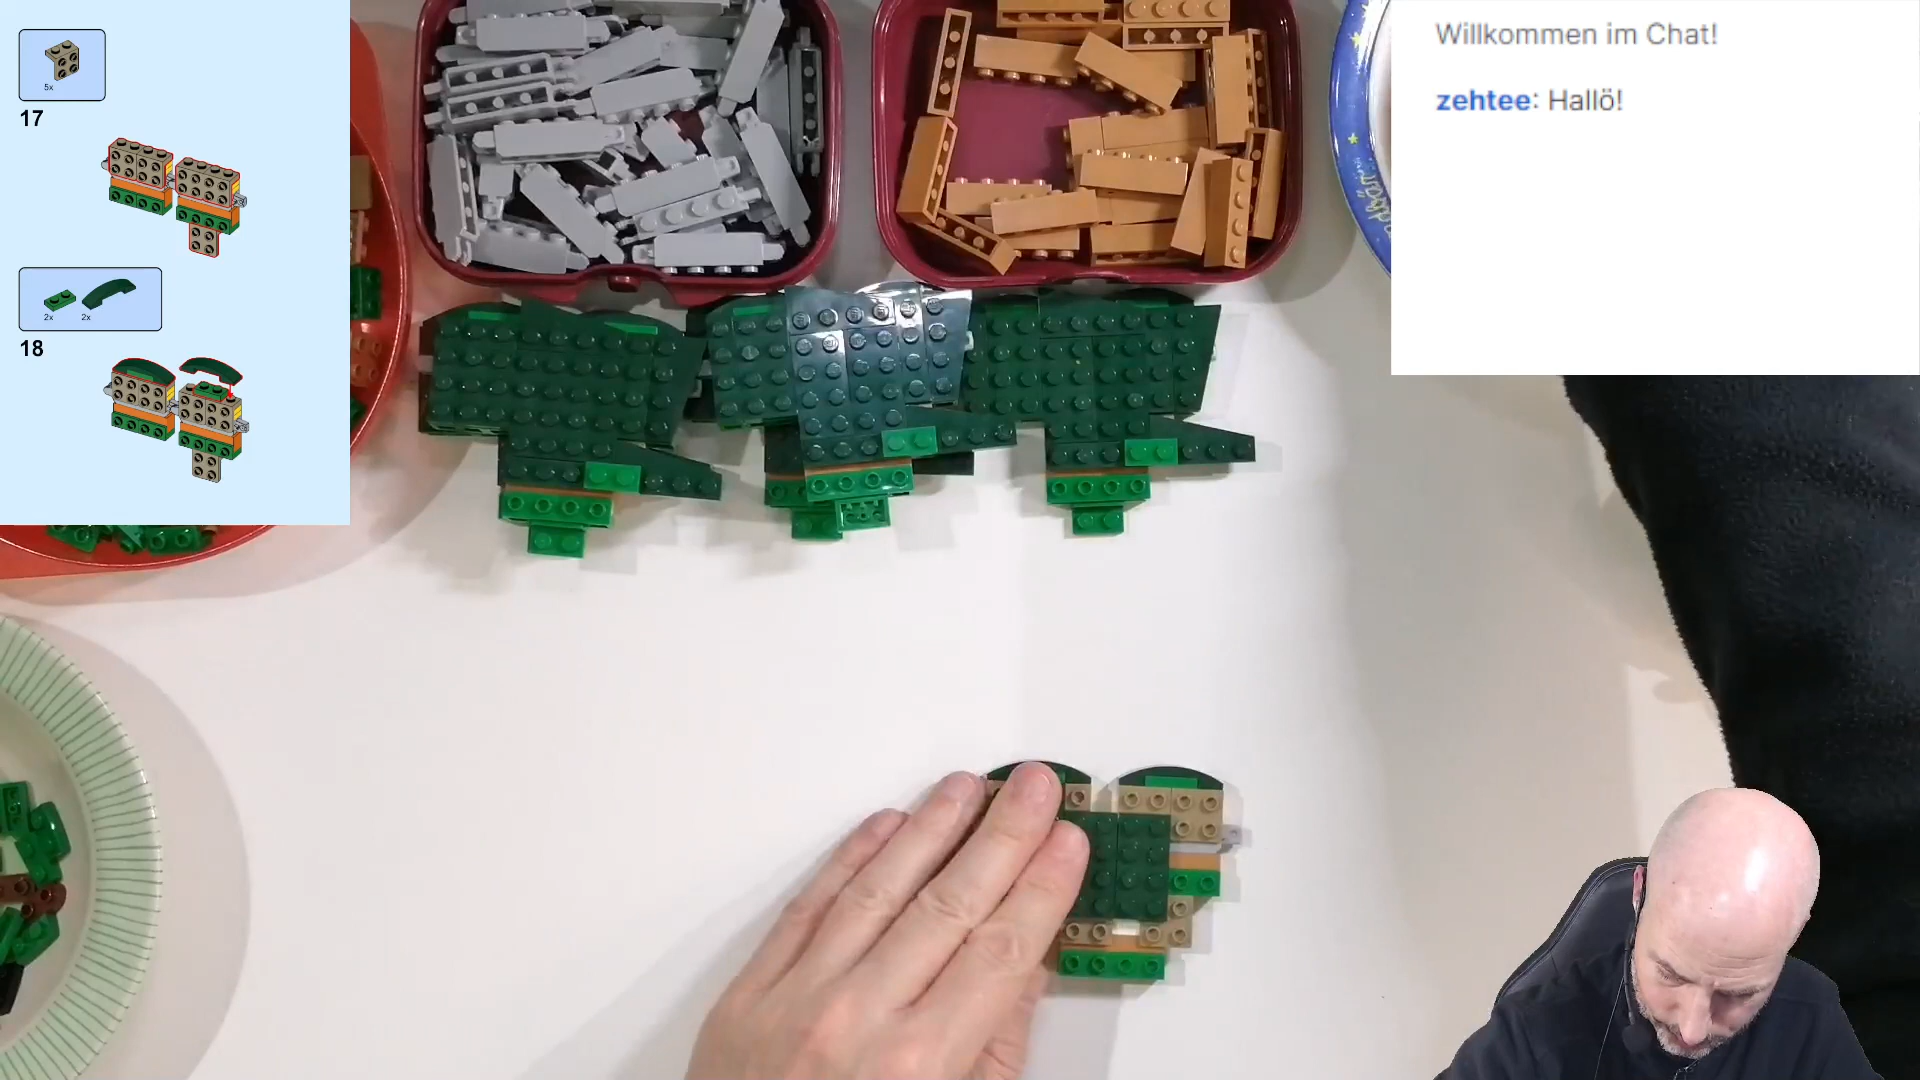 5x
17
2x 2x
18
Willkommen im Chat!
zehtee: Hallö!